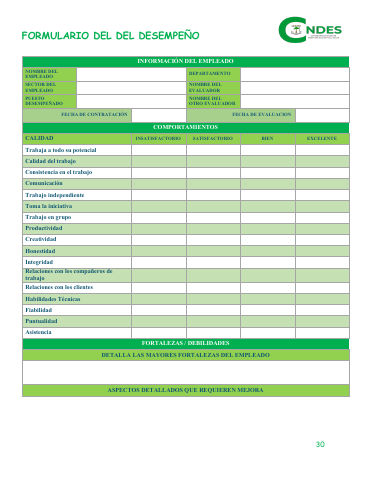 CNDES
FORMULARIO DEL DEL DESEMPEÑO
INFORMACIÓN DEL EMPLEADO
NOMBRE DEL
EMPLEADO
DEPARTAMENTO
SECTOR DEL
EMPLEADO
NOMBRE DEL
EVALUADOR
PUESTO
DESEMPEÑADO
NOMBRE DEL
OTRO EVALUADOR
FECHA DE CONTRATACIÓN
FECHA DE EVALUACIÓN
COMPORTAMIENTOS
CALIDAD INSATISFACTORIO SATISFACTORIO BIEN EXCELENTE
Trabaja a todo su potencial
Calidad del trabajo
Consistencia en el trabajo
Comunicación
Trabajo independiente
Toma la iniciativa
Trabajo en grupo
Productividad
Creatividad
Honestidad
Integridad
Relaciones con los compañeros de
trabajo
Relaciones con los clientes
Habilidades Técnicas
Fiabilidad
Puntualidad
Asistencia
FORTALEZAS / DEBILIDADES
DETALLA LAS MAYORES FORTALEZAS DEL EMPLEADO
ASPECTOS DETALLADOS QUE REQUIEREN MEJORA
30